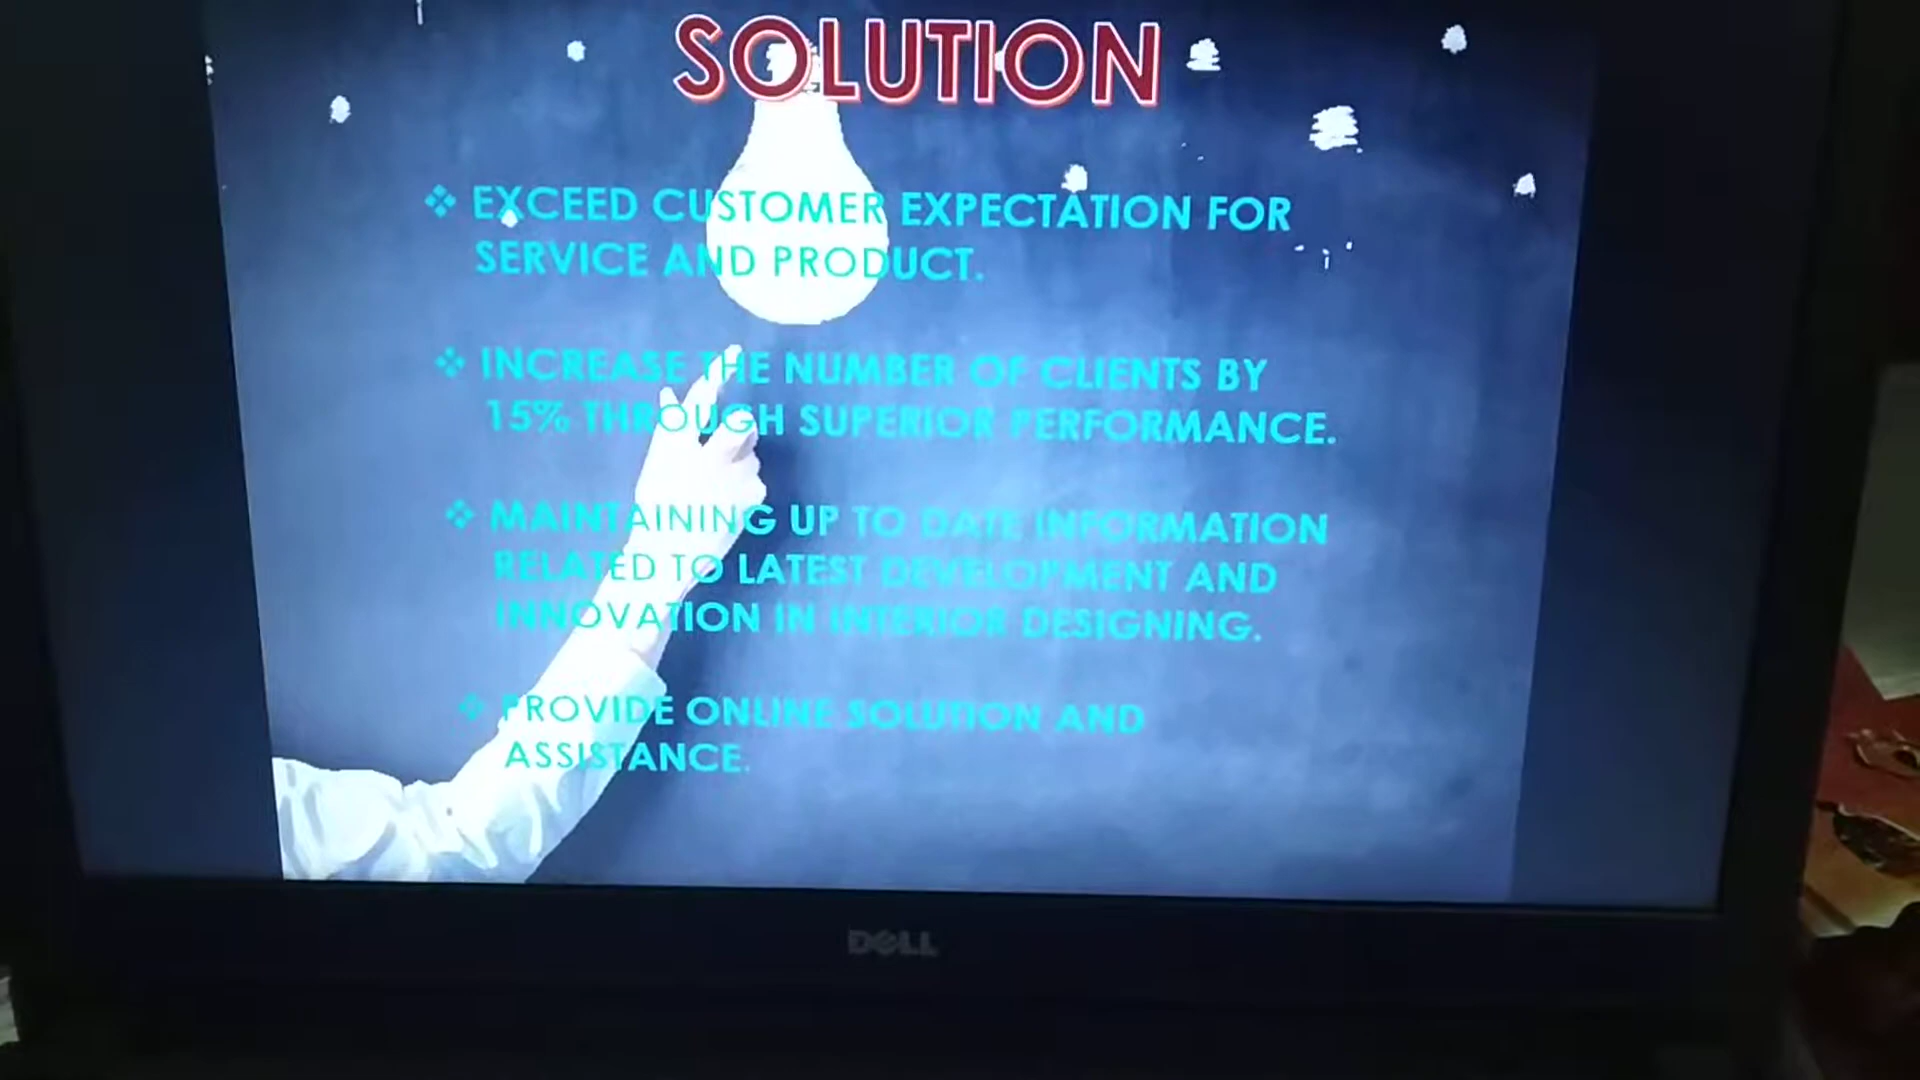 SOLUTION
❖ EXCEED CUSTOMER EXPECTATION FOR
SERVICE AND PRODUCT.
❖ INCREASE THE NUMBER OF CLIENTS BY
15% THROUGH SUPERIOR PERFORMANCE.
❖ MAINTAINING UP TO DATE INFORMATION
RELATED TO LATEST DEVELOPMENT AND
INNOVATION IN INTERIOR DESIGNING.
❖ PROVIDE ONLINE SOLUTION AND
ASSISTANCE.
DELL